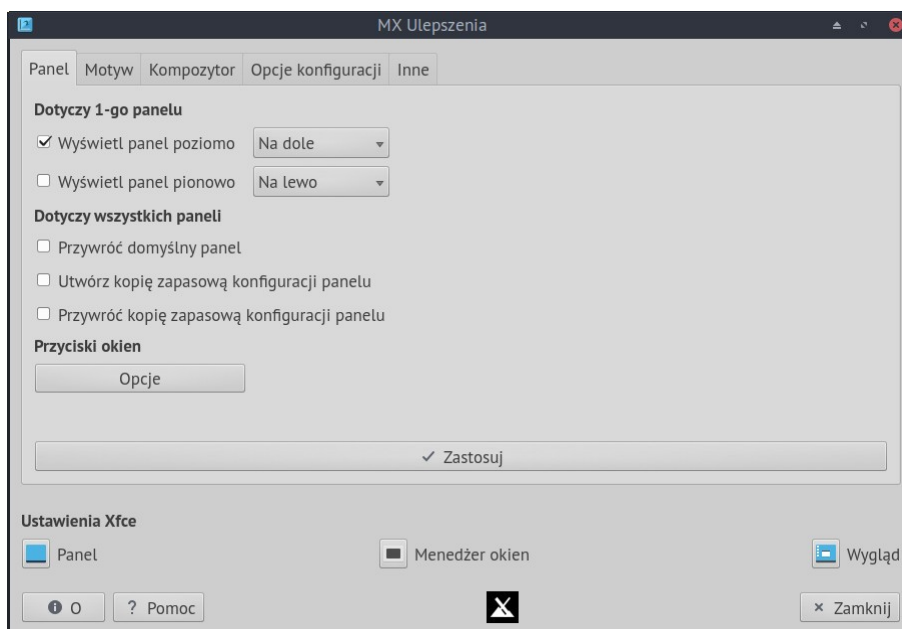 MX Ulepszenia
Panel Motyw Kompozytor Opcje konfiguracji Inne
Dotyczy 1-go panelu
Wyświetl panel poziomo Na dole
Wyświetl panel pionowo Na lewo
Dotyczy wszystkich paneli
Przywróć domyślny panel
Utwórz kopię zapasową konfiguracji panelu
Przywróć kopię zapasową konfiguracji panelu
Przyciski okien
Opcje
Zastosuj
Ustawienia Xfce
Panel Menedżer okien Wygląd
O ? Pomoc Zamknij